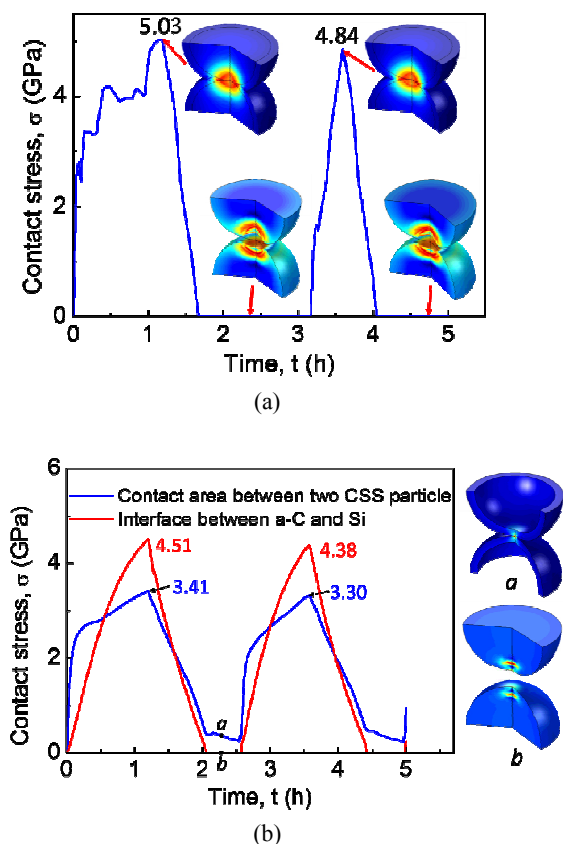 5.03
4.84
4
2
0
Contact stress, σ (GPa)
0 1 2 3 4 5
Time, t (h)
(a)
6
4
2
0
Contact stress, σ (GPa)
Contact area between two CSS particle
Interface between a-C and Si
4.51
4.38
3.41
3.30
a
b
0 1 2 3 4 5
Time, t (h)
a
b
(b)